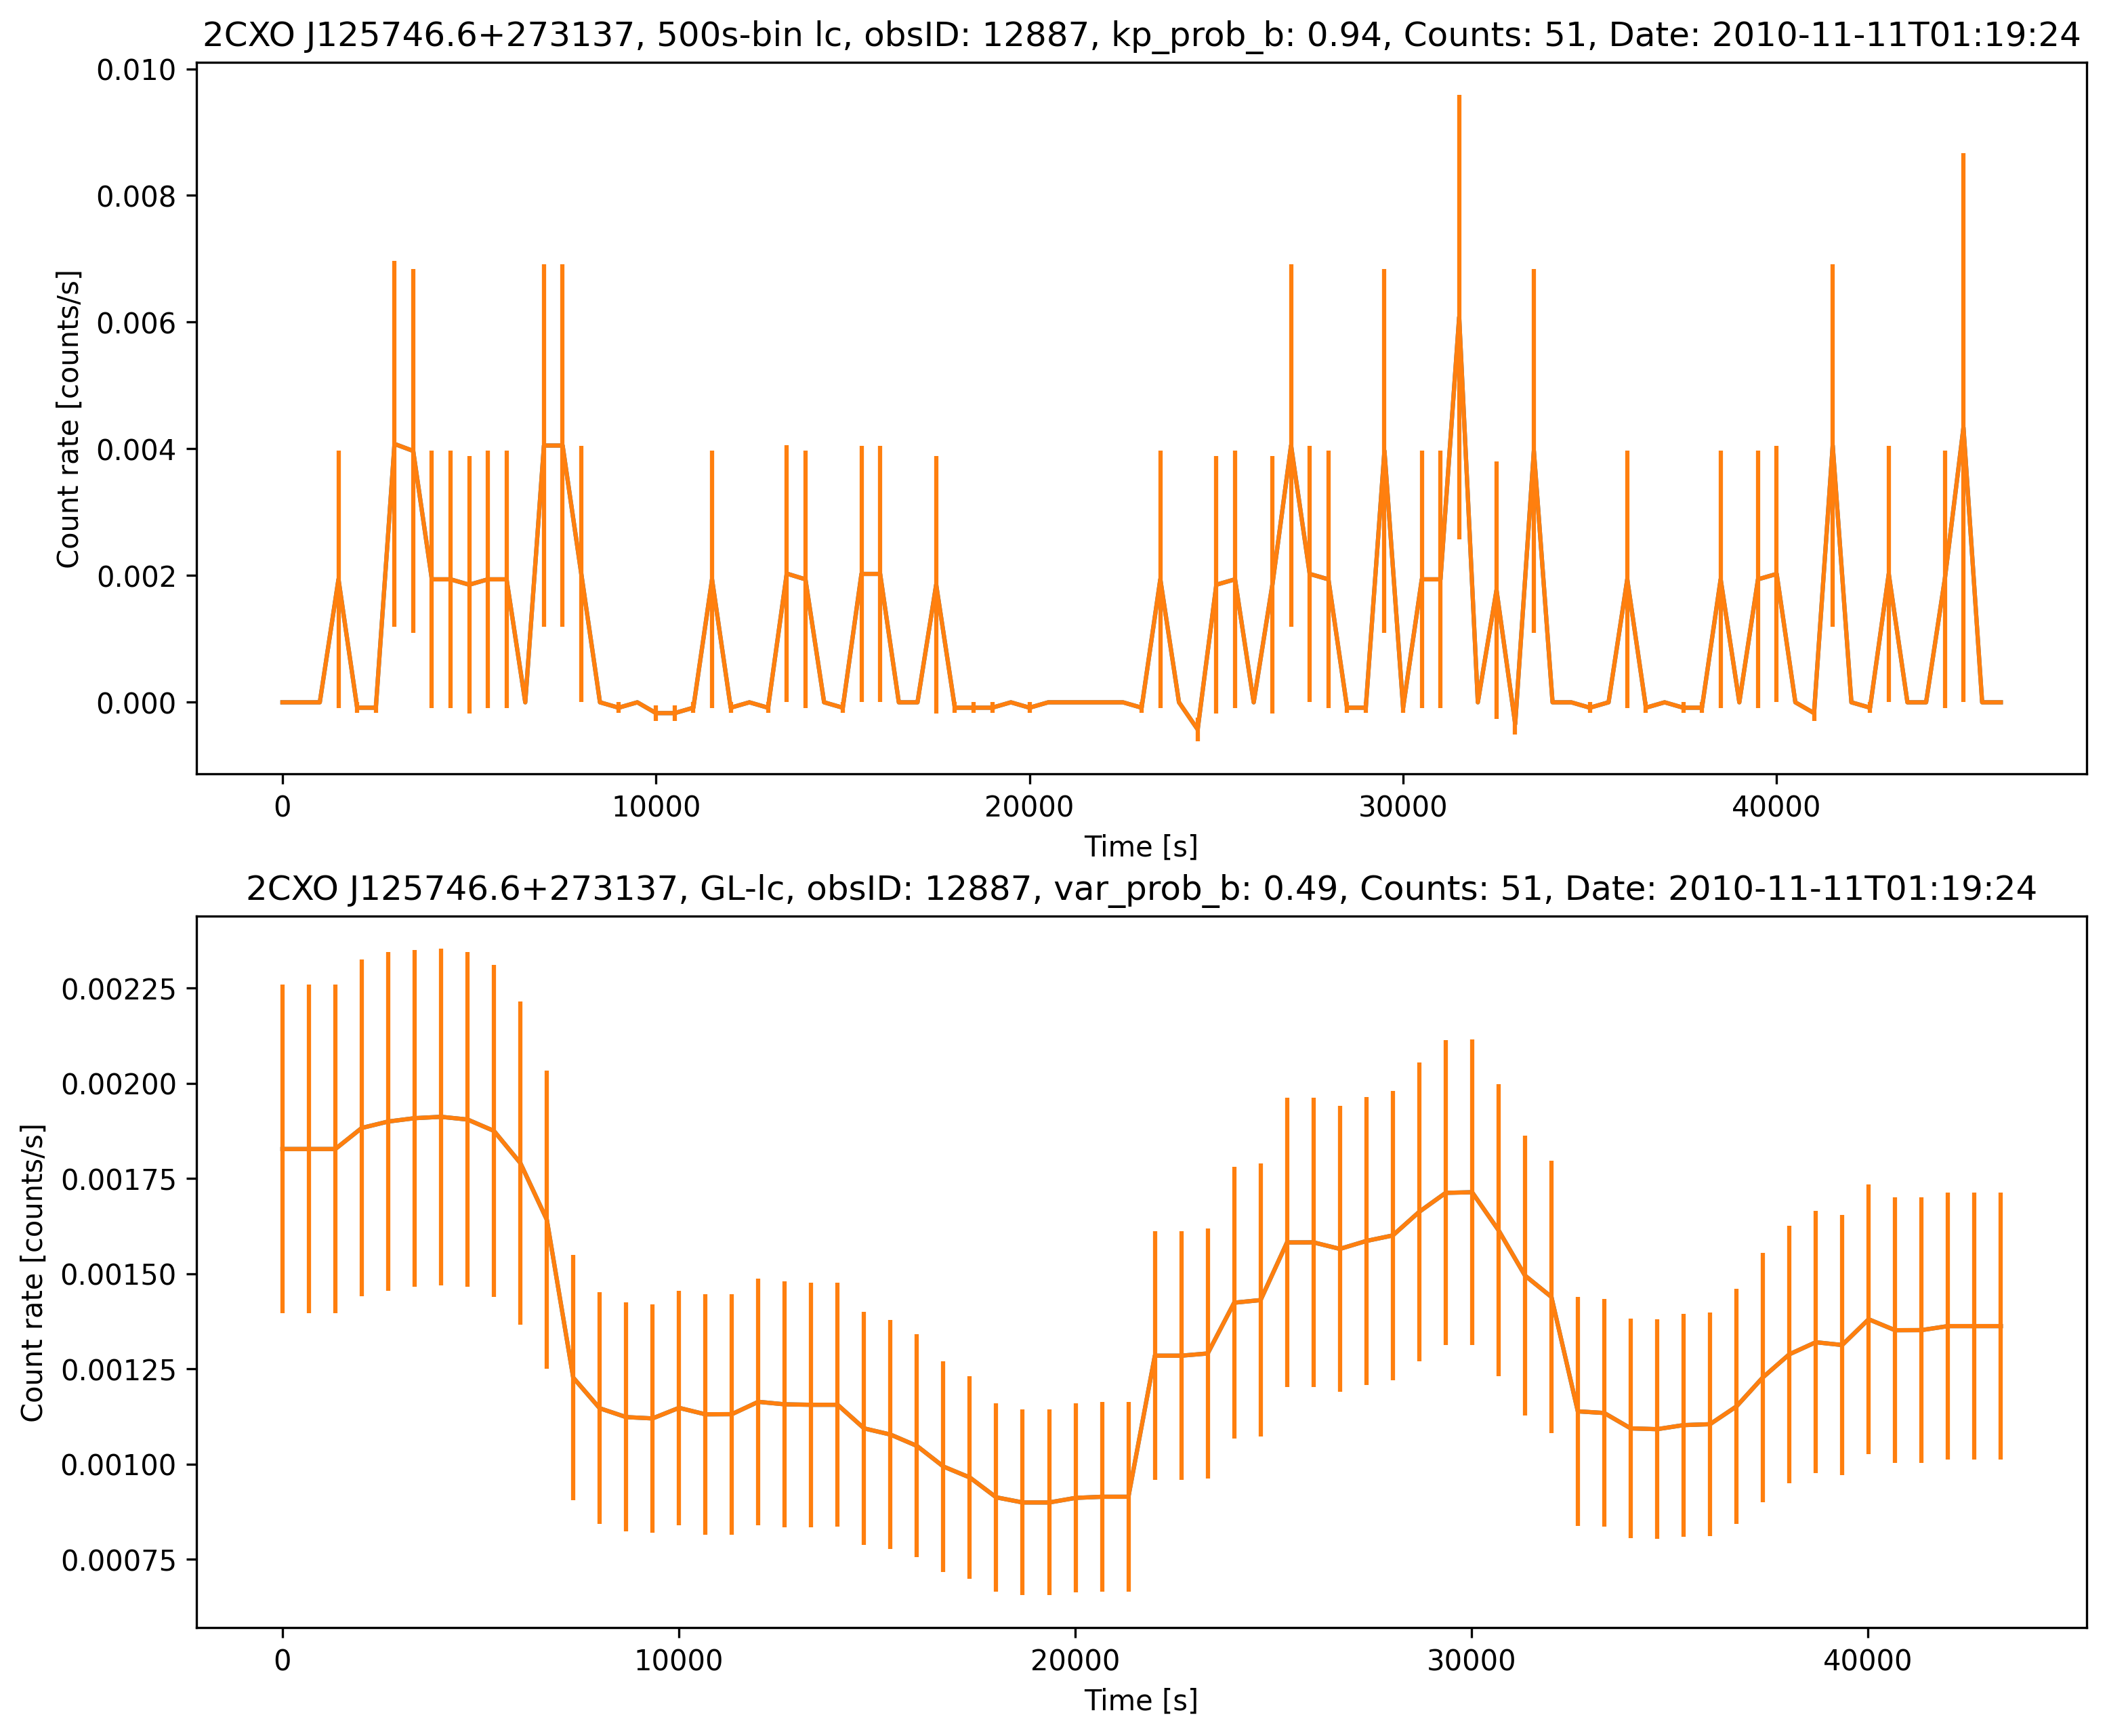 2CXO J125746.6+273137, 500s-bin lc, obsID: 12887, kp_prob_b: 0.94, Counts: 51, Date: 2010-11-11T01:19:24
0.010
0.008
0.006
0.004
0.002
0.000
Count rate [counts/s]
0 10000 20000 30000 40000
Time [s]
2CXO J125746.6+273137, GL-lc, obsID: 12887, var_prob_b: 0.49, Counts: 51, Date: 2010-11-11T01:19:24
0.00225
0.00200
0.00175
0.00150
0.00125
0.00100
0.00075
Count rate [counts/s]
0 10000 20000 30000 40000
Time [s]